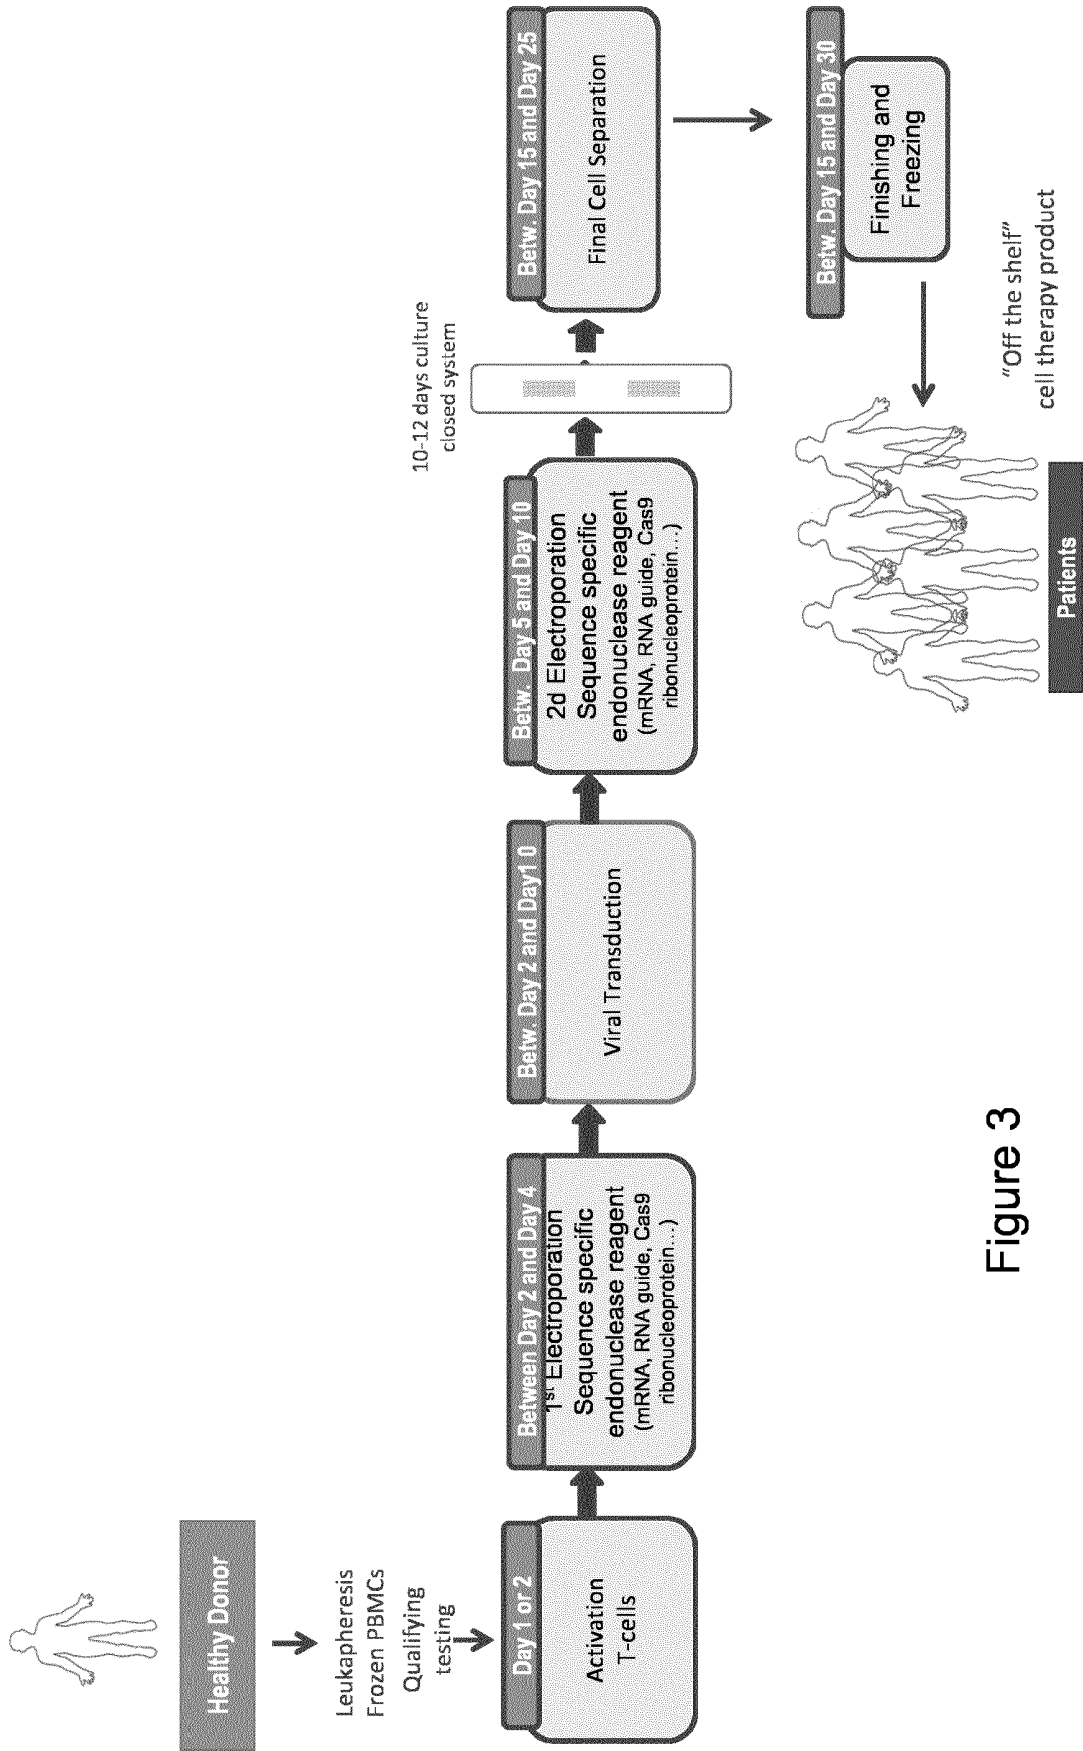 Healthy Donor
Leukapheresis
Frozen PBMCs
Qualifying
testing
Day 1 or 2
Activation
T-cells
Between Day 2 and Day 4
1st Electroporation
Sequence specific
endonuclease reagent
(mRNA, RNA guide, Cas9
ribonucleoprotein...)
Betw. Day 2 and Day1 0
Viral Transduction
Betw. Day 5 and Day 10
2d Electroporation
Sequence specific
endonuclease reagent
(mRNA, RNA guide, Cas9
ribonucleoprotein...)
10-12 days culture
closed system
Betw. Day 15 and Day 25
Final Cell Separation
Betw. Day 15 and Day 30
Finishing and
Freezing
"Off the shelf"
cell therapy product
Patients
Figure 3